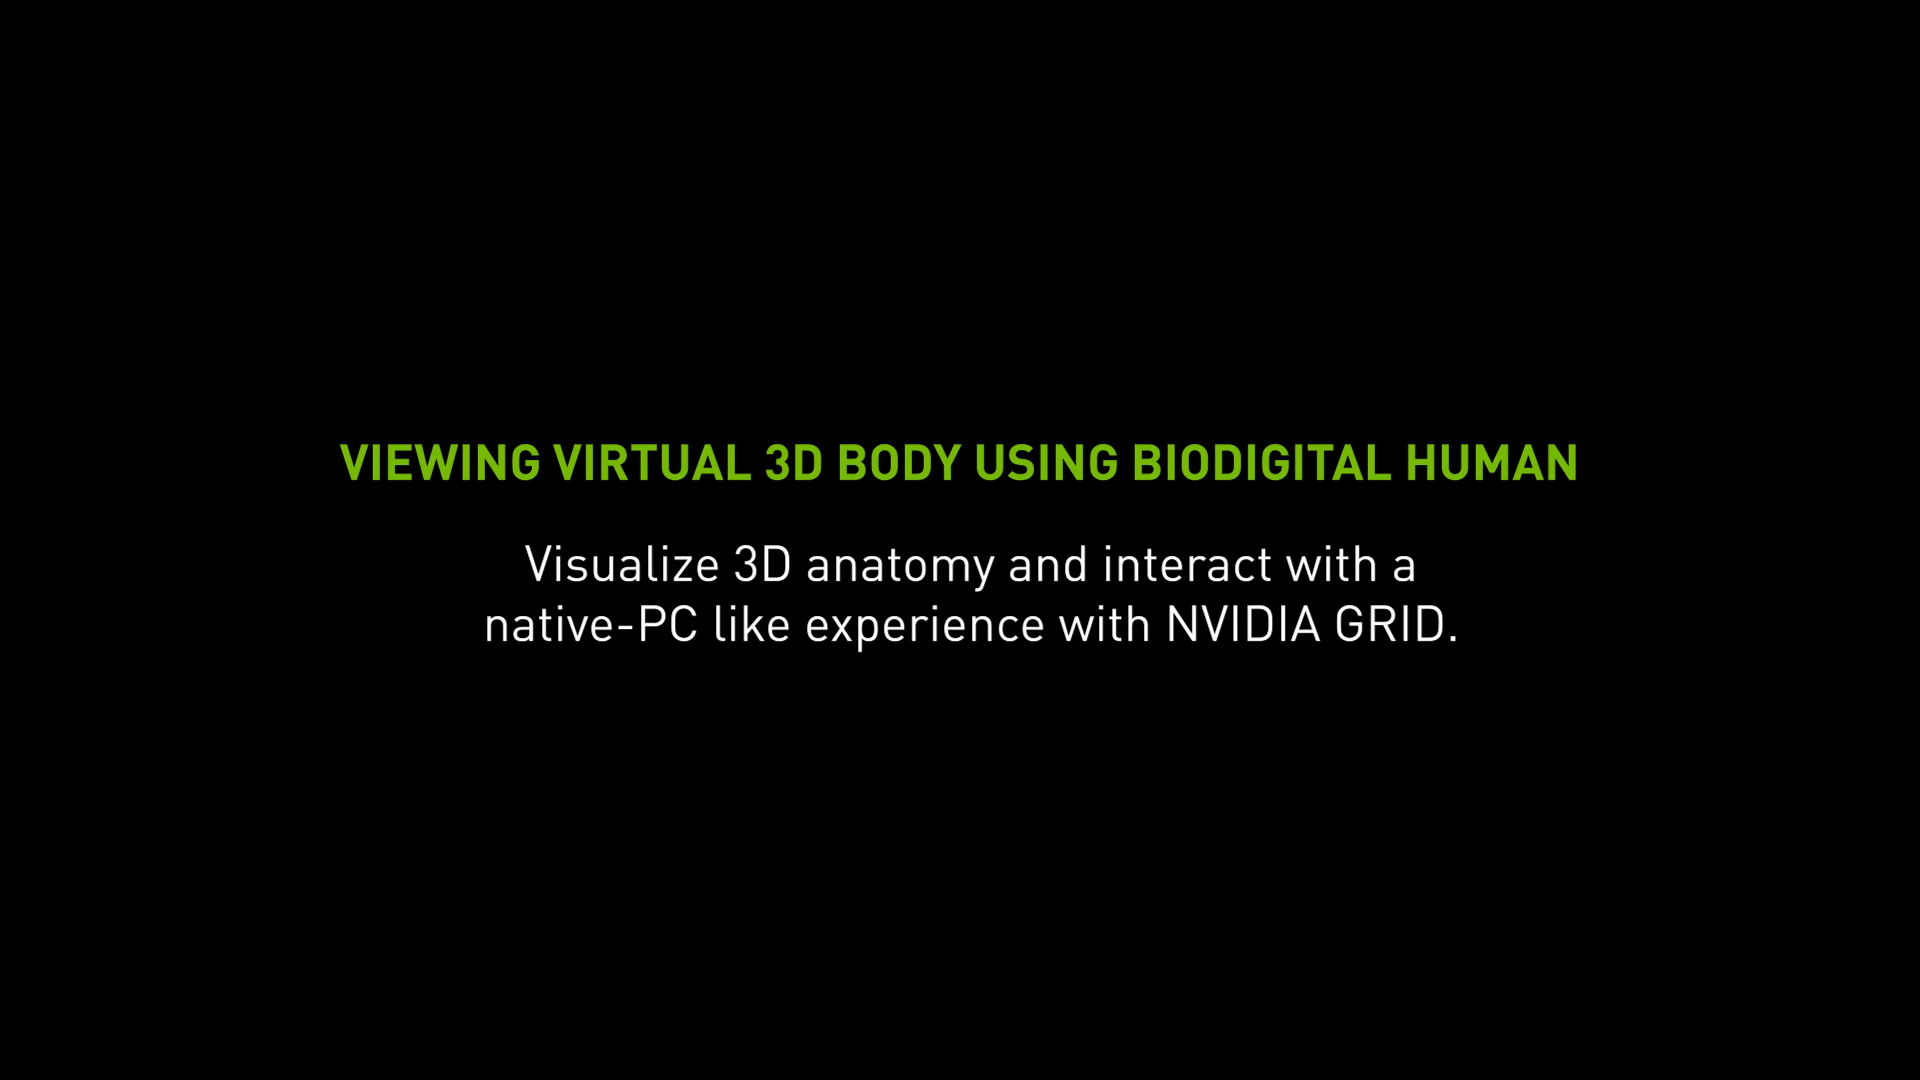 VIEWING VIRTUAL 3D BODY USING BIODIGITAL HUMAN
Visualize 3D anatomy and interact with a
native-PC like experience with NVIDIA GRID.